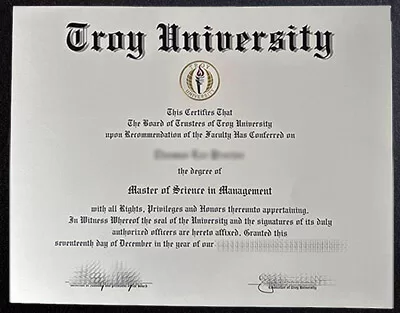 Troy University
TROY
UNIVERSITY
This Certifies That
The Board of Trustees of Troy University
upon Recommendation of the Faculty Has Conferred on
the degree of
Master of Science in Management
with all Rights, Privileges and Honors thereunto appertaining.
In Witness Whereof the seal of the University and the signatures of its duly
authorized officers are hereto affixed. Granted this
seventeenth day of December in the year of our